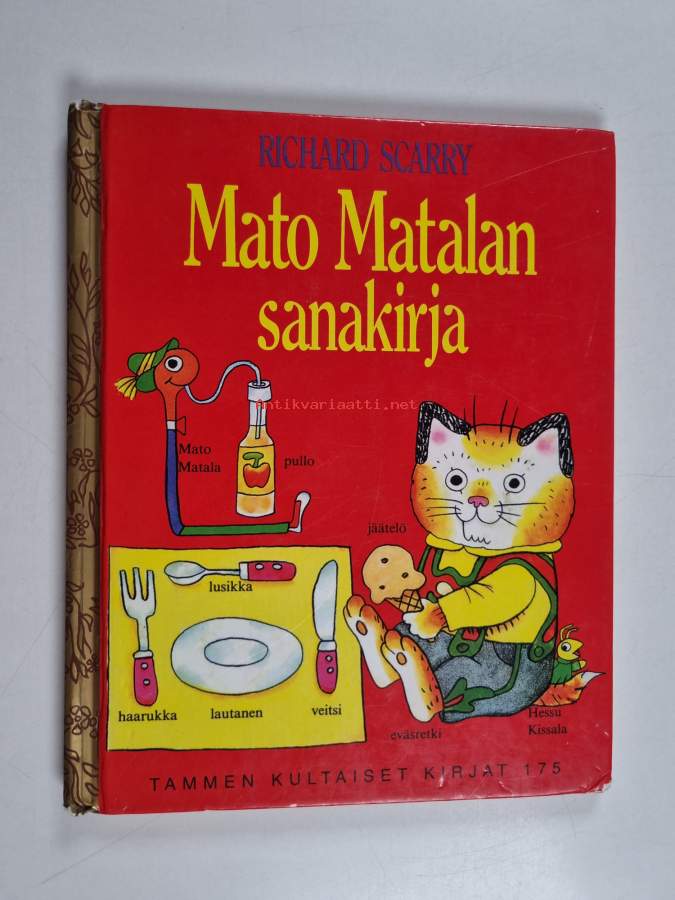 RICHARD SCARRY
Mato Matalan
sanakirja
antikvariaatti.net
Mato
Matala
pullo
jäätelö
lusikka
haarukka
lautanen
veitsi
eväsretki
Hessu
Kissala
TAMMEN KULTAISET KIRJAT 175